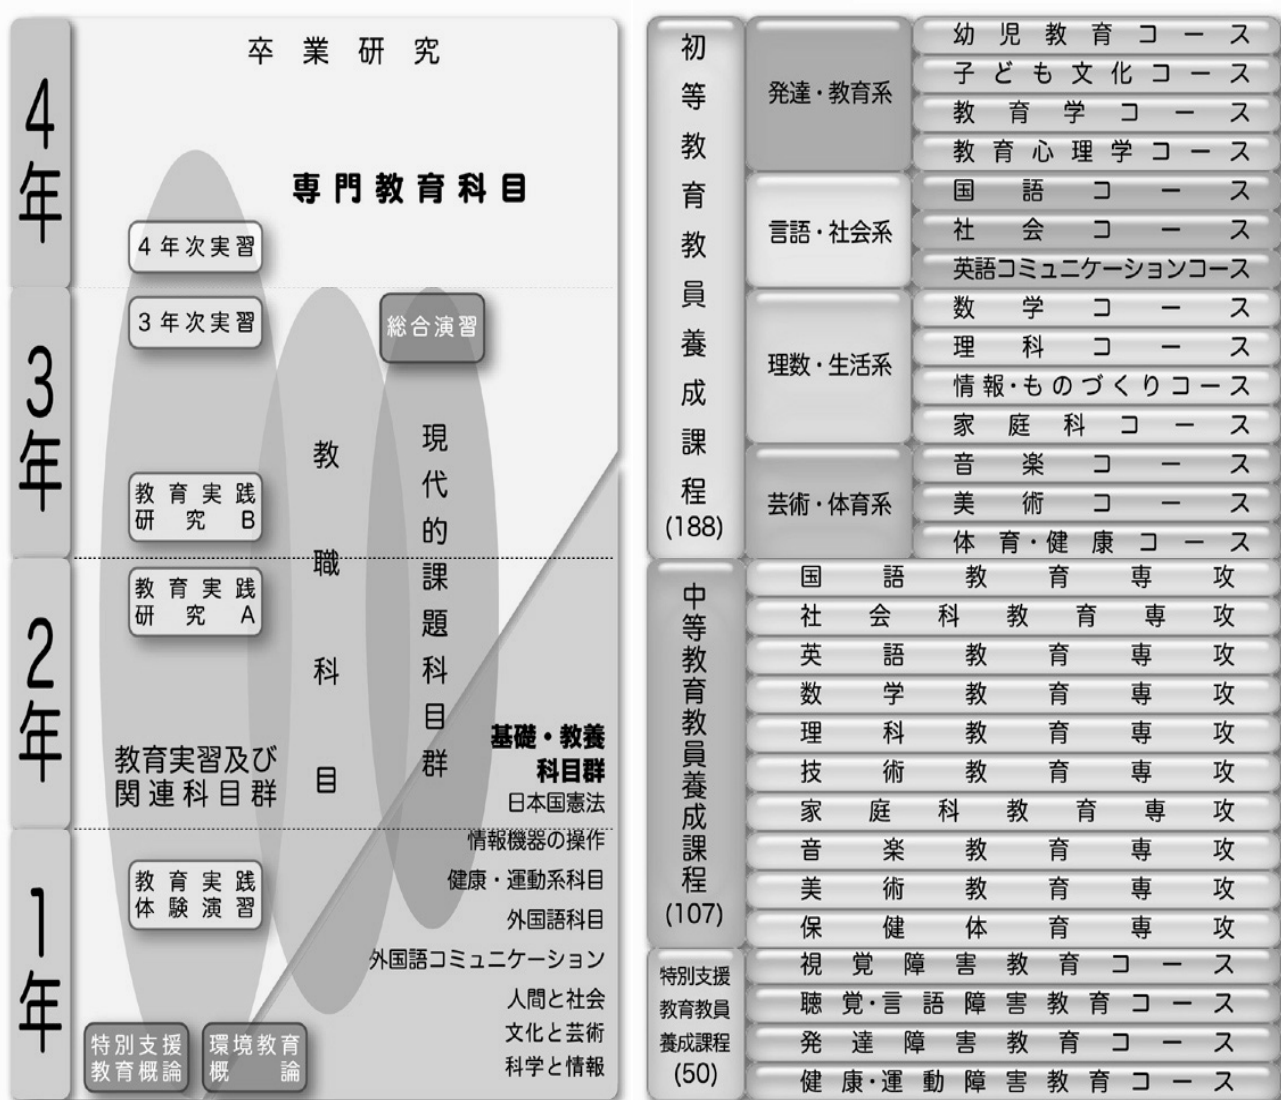 卒業研究
専門教育科目
4年
4年次実習
3年
3年次実習
総合演習
教育実践
研究B
教職科目
現代的課題科目群
2年
教育実践
研究A
教育実習及び
関連科目群
基礎・教養
科目群
日本国憲法
1年
情報機器の操作
健康・運動系科目
外国語科目
外国語コミュニケーション
人間と社会
文化と芸術
科学と情報
教育実践
体験演習
特別支援
教育概論
環境教育
概論
初等教育教員養成課程
(188)
発達・教育系
幼児教育コース
子ども文化コース
教育学コース
教育心理学コース
言語・社会系
国語コース
社会コース
英語コミュニケーションコース
理数・生活系
数学コース
理科コース
情報・ものづくりコース
家庭科コース
芸術・体育系
音楽コース
美術コース
体育・健康コース
中等教育教員養成課程
(107)
国語教育専攻
社会科教育専攻
英語教育専攻
数学教育専攻
理科教育専攻
技術教育専攻
家庭科教育専攻
音楽教育専攻
美術教育専攻
保健体育専攻
特別支援
教育教員
養成課程
(50)
視覚障害教育コース
聴覚・言語障害教育コース
発達障害教育コース
健康・運動障害教育コース